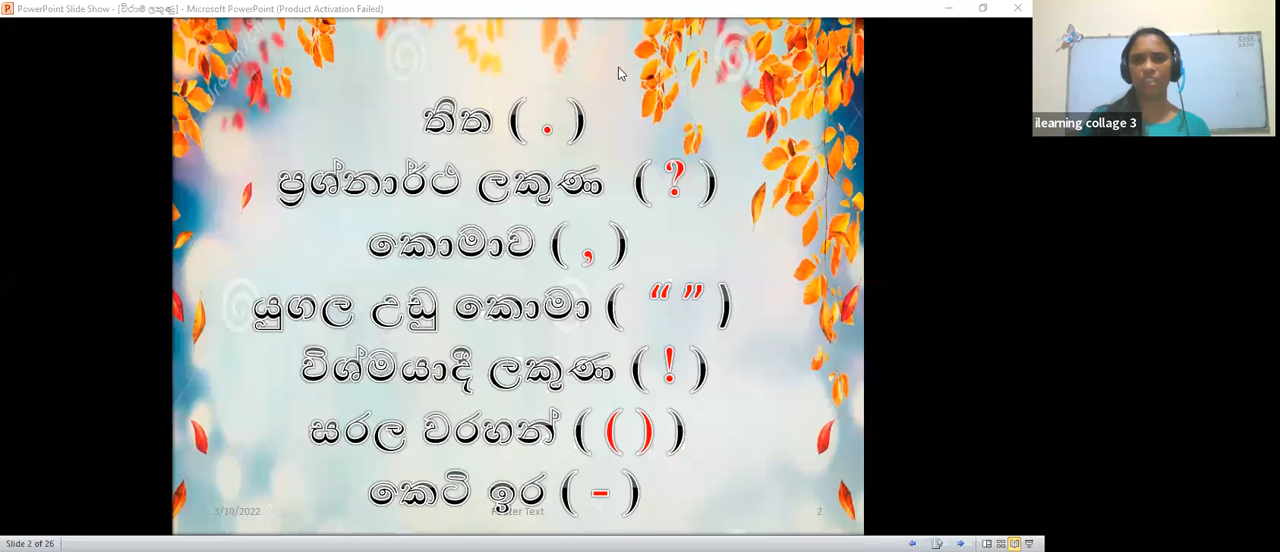 PowerPoint Slide Show - [විරාම ලකුණු] - Microsoft PowerPoint (Product Activation Failed)
ilearning collage 3
තිත ( . )
ප්‍රශ්නාර්ථ ලකුණ ( ? )
කොමාව ( , )
යුගල උඩු කොමා ( “ ” )
විශ්මයාදී ලකුණ ( ! )
සරල වරහන් ( ( ) )
කෙටි ඉර ( - )
3/10/2022 Footer Text 2
Slide 2 of 26